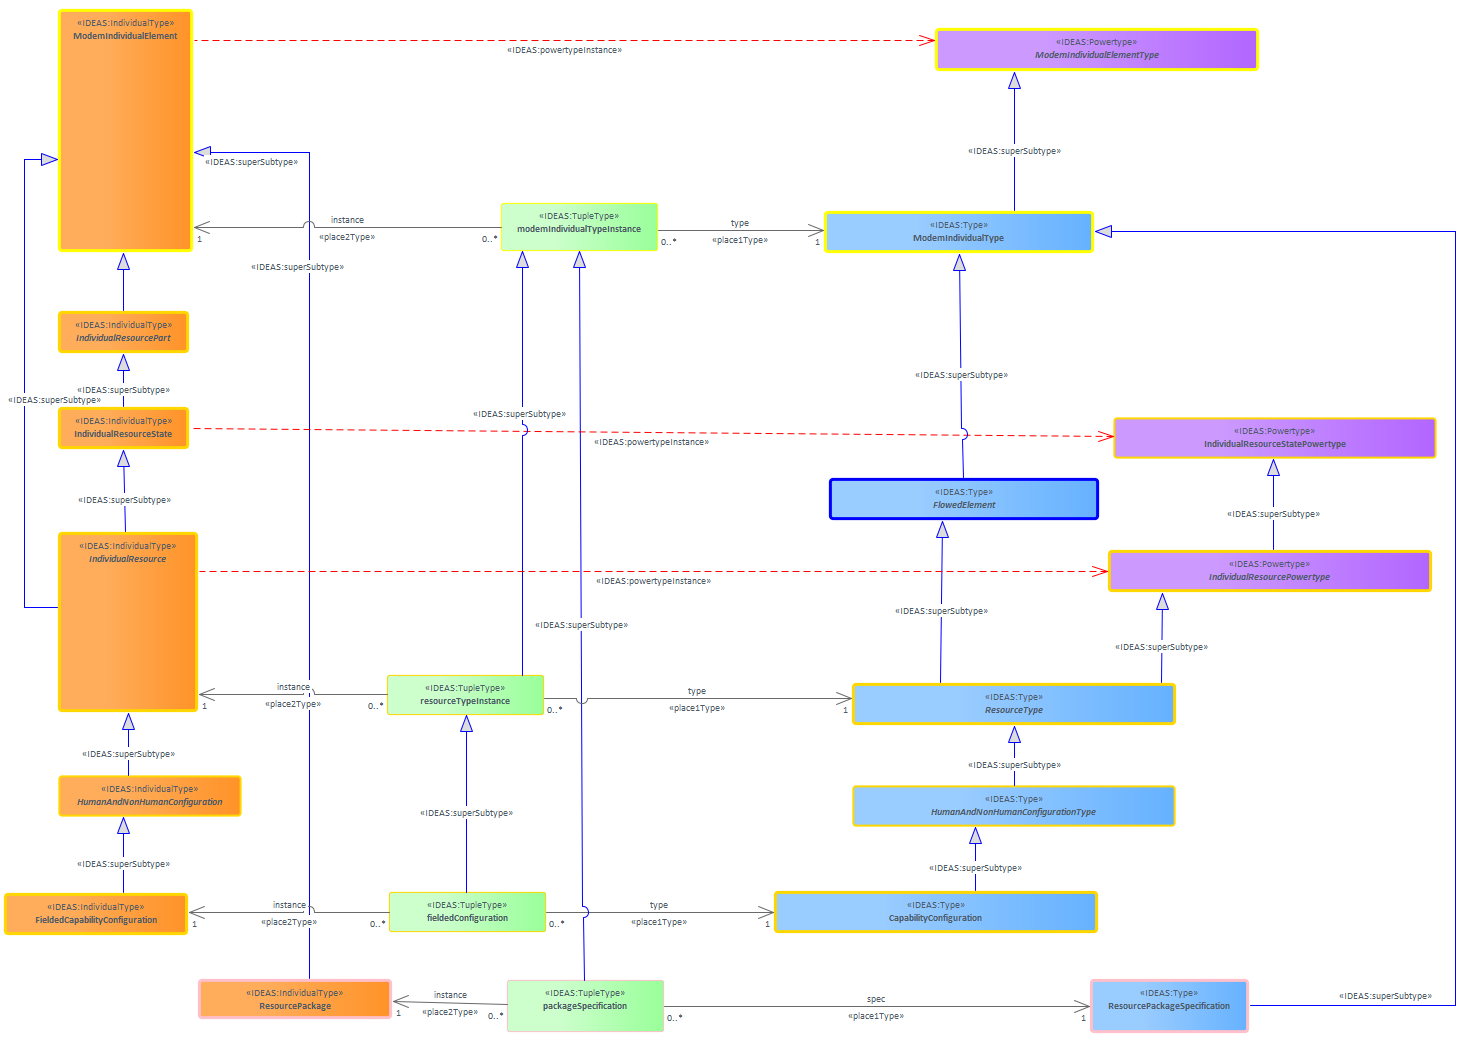 «IDEAS:IndividualType»
ModemIndividualElement
«IDEAS:powertypeInstance»
«IDEAS:Powertype»
ModemIndividualElementType
«IDEAS:superSubtype»
«IDEAS:superSubtype»
instance
«place2Type»
1
0..*
«IDEAS:TupleType»
modemIndividualTypeInstance
type
«place1Type»
0..*
1
«IDEAS:Type»
ModemIndividualType
«IDEAS:superSubtype»
«IDEAS:IndividualType»
IndividualResourcePart
«IDEAS:superSubtype»
«IDEAS:superSubtype»
«IDEAS:superSubtype»
«IDEAS:superSubtype»
«IDEAS:IndividualType»
IndividualResourceState
«IDEAS:powertypeInstance»
«IDEAS:Powertype»
IndividualResourceStatePowertype
«IDEAS:superSubtype»
«IDEAS:Type»
FlowedElement
«IDEAS:superSubtype»
«IDEAS:IndividualType»
IndividualResource
«IDEAS:powertypeInstance»
«IDEAS:Powertype»
IndividualResourcePowertype
«IDEAS:superSubtype»
«IDEAS:superSubtype»
«IDEAS:superSubtype»
instance
«place2Type»
1
0..*
«IDEAS:TupleType»
resourceTypeInstance
type
«place1Type»
0..*
1
«IDEAS:Type»
ResourceType
«IDEAS:superSubtype»
«IDEAS:superSubtype»
«IDEAS:IndividualType»
HumanAndNonHumanConfiguration
«IDEAS:Type»
HumanAndNonHumanConfigurationType
«IDEAS:superSubtype»
«IDEAS:superSubtype»
«IDEAS:superSubtype»
«IDEAS:IndividualType»
FieldedCapabilityConfiguration
instance
«place2Type»
1
0..*
«IDEAS:TupleType»
fieldedConfiguration
type
«place1Type»
0..*
1
«IDEAS:Type»
CapabilityConfiguration
«IDEAS:IndividualType»
ResourcePackage
instance
«place2Type»
1
0..*
«IDEAS:TupleType»
packageSpecification
spec
«place1Type»
0..*
1
«IDEAS:Type»
ResourcePackageSpecification
«IDEAS:superSubtype»